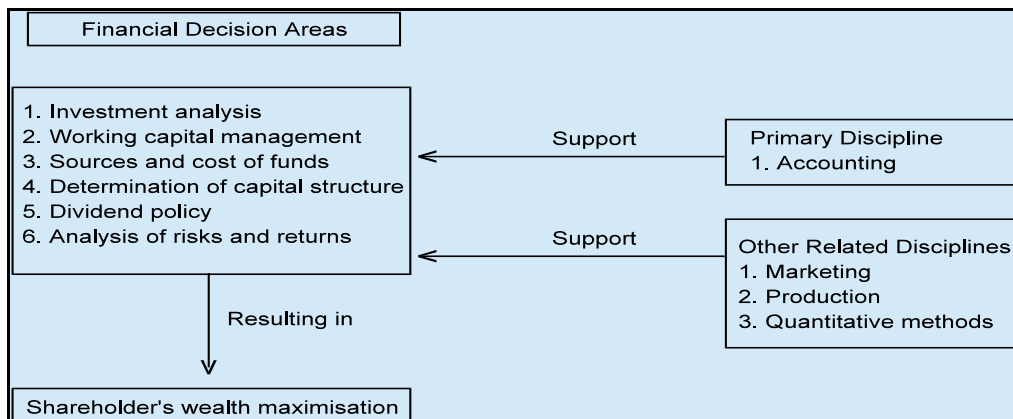 Financial Decision Areas
1. Investment analysis
2. Working capital management
3. Sources and cost of funds
4. Determination of capital structure
5. Dividend policy
6. Analysis of risks and returns
Support
Primary Discipline
1. Accounting
Support
Other Related Disciplines
1. Marketing
2. Production
3. Quantitative methods
Resulting in
Shareholder's wealth maximisation